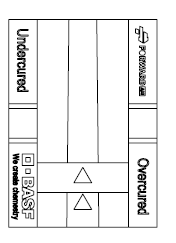 Undercured
FORWARD AM
BASF
We create chemistry
Overcured